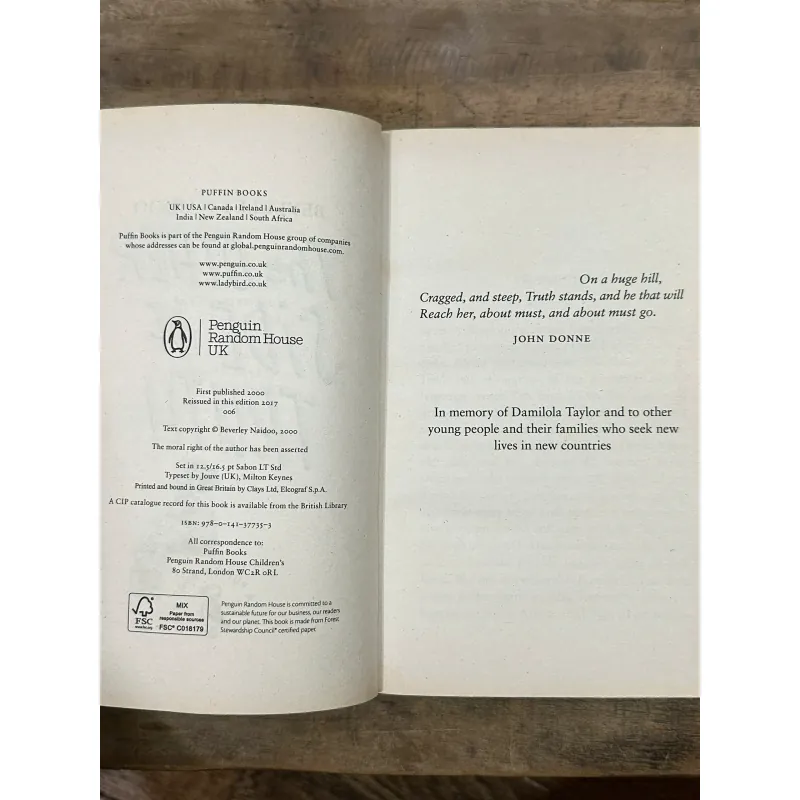 PUFFIN BOOKS
UK | USA | Canada | Ireland | Australia
India | New Zealand | South Africa
Puffin Books is part of the Penguin Random House group of companies
whose addresses can be found at global.penguinrandomhouse.com.
www.penguin.co.uk
www.puffin.co.uk
www.ladybird.co.uk
Penguin
Random House
UK
First published 2000
Reissued in this edition 2017
006
Text copyright © Beverley Naidoo, 2000
The moral right of the author has been asserted
Set in 12.5/16.5 pt Sabon LT Std
Typeset by Jouve (UK), Milton Keynes
Printed and bound in Great Britain by Clays Ltd, Elcograf S.p.A.
A CIP catalogue record for this book is available from the British Library
ISBN: 978-0-141-37735-3
All correspondence to:
Puffin Books
Penguin Random House Children's
80 Strand, London WC2R 0RL
FSC
www.fsc.org
MIX
Paper from
responsible sources
FSC® C018179
Penguin Random House is committed to a
sustainable future for our business, our readers
and our planet. This book is made from Forest
Stewardship Council® certified paper.
On a huge hill,
Cragged, and steep, Truth stands, and he that will
Reach her, about must, and about must go.
JOHN DONNE
In memory of Damilola Taylor and to other
young people and their families who seek new
lives in new countries